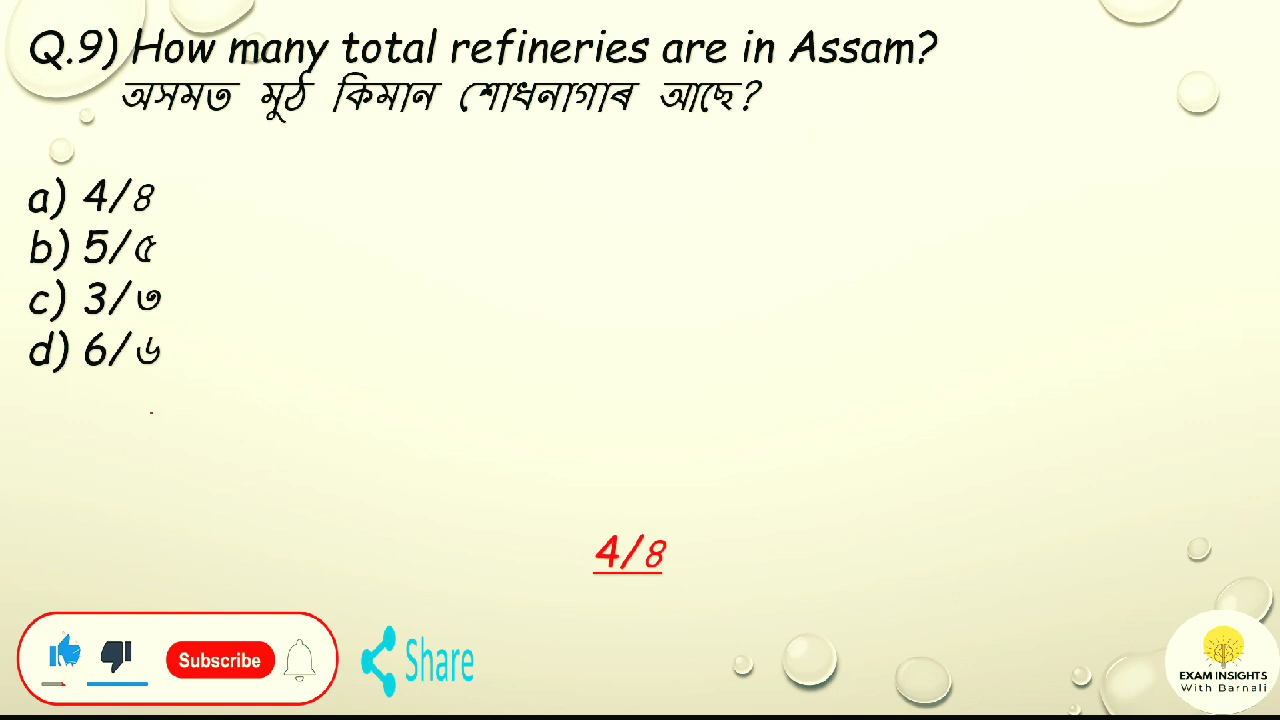 Q.9) How many total refineries are in Assam?
অসমত মুঠ কিমান শোধনাগাৰ আছে?
a) 4/৪
b) 5/৫
c) 3/৩
d) 6/৬
4/৪
Subscribe
Share
EXAM INSIGHTS
With Barnali